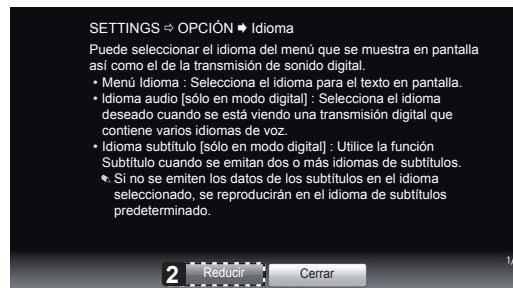 SETTINGS ⇨ OPCIÓN ➡ Idioma
Puede seleccionar el idioma del menú que se muestra en pantalla
así como el de la transmisión de sonido digital.
• Menú Idioma : Selecciona el idioma para el texto en pantalla.
• Idioma audio [sólo en modo digital] : Selecciona el idioma
deseado cuando se está viendo una transmisión digital que
contiene varios idiomas de voz.
• Idioma subtítulo [sólo en modo digital] : Utilice la función
Subtítulo cuando se emitan dos o más idiomas de subtítulos.
✎ Si no se emiten los datos de los subtítulos en el idioma
seleccionado, se reproducirán en el idioma de subtítulos
predeterminado.
1/
2 Reducir Cerrar